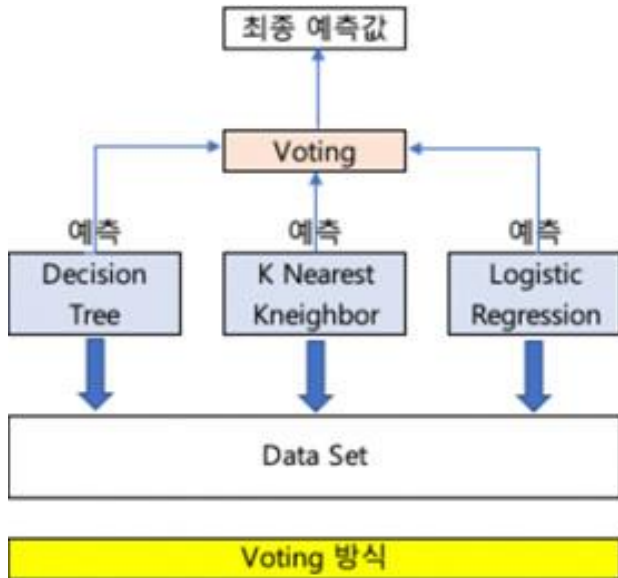 최종 예측값
Voting
예측 예측 예측
Decision Tree
K Nearest Kneighbor
Logistic Regression
Data Set
Voting 방식